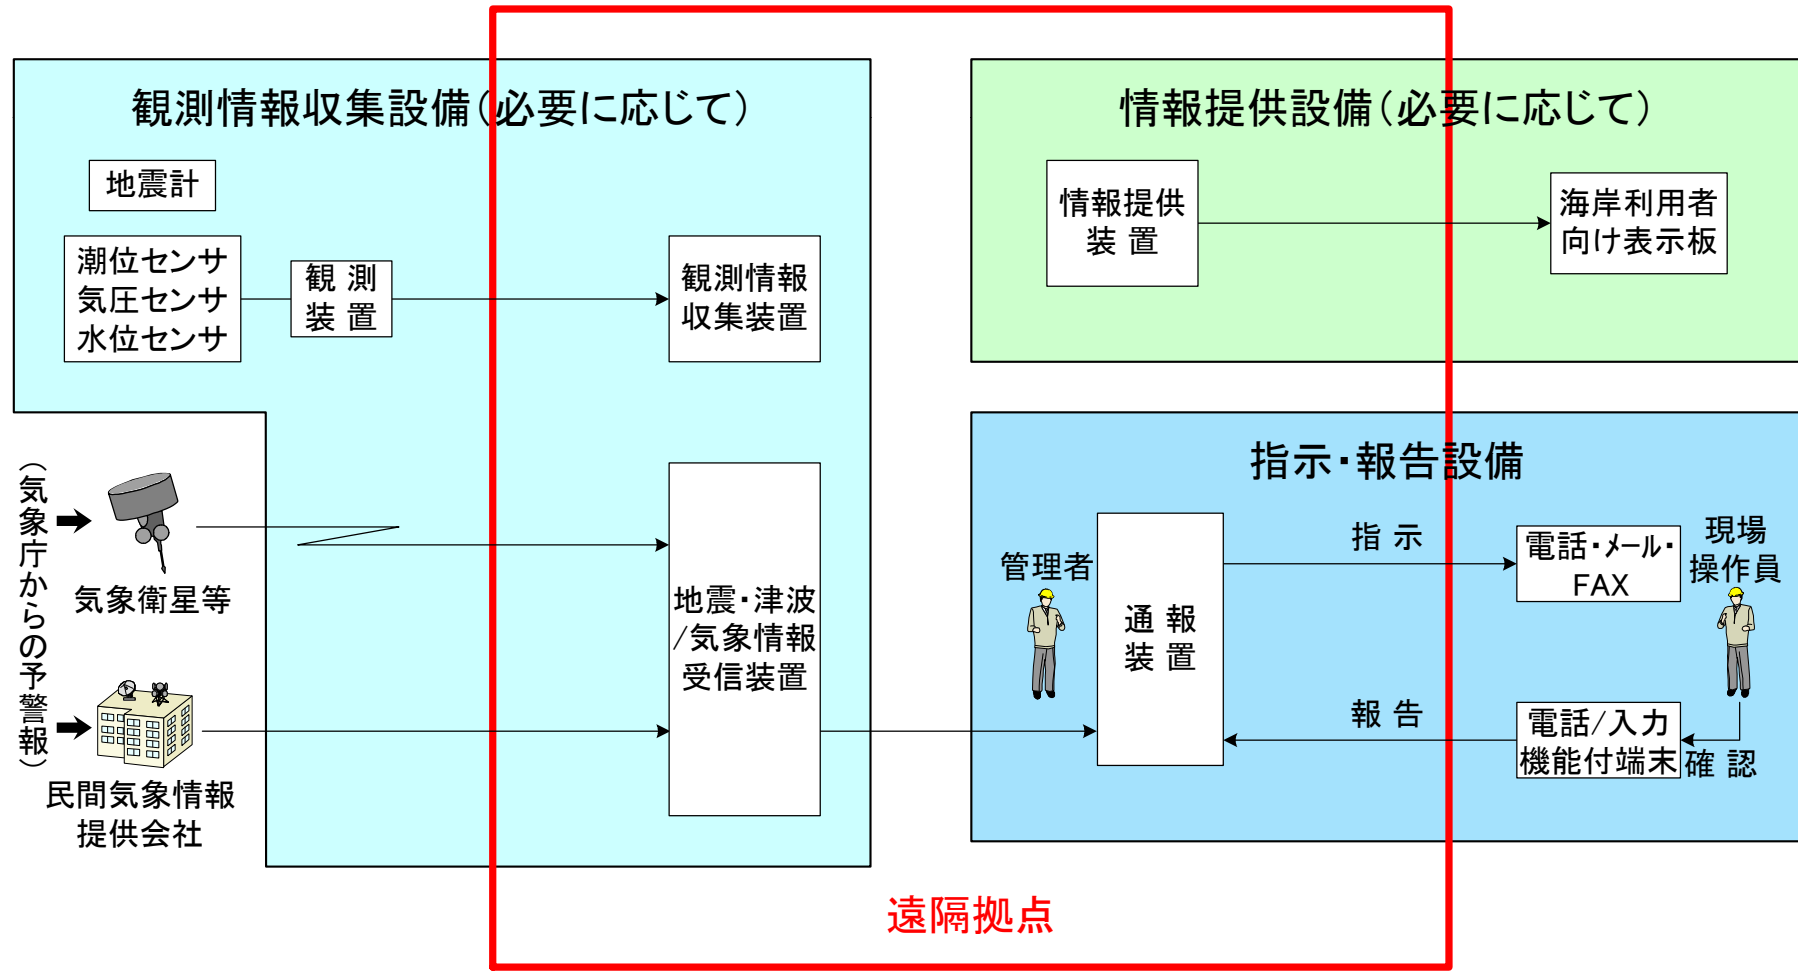 観測情報収集設備（必要に応じて）
地震計
潮位センサ
気圧センサ
水位センサ
観 測
装 置
観測情報
収集装置
（気象庁からの予警報）
気象衛星等
民間気象情報
提供会社
地震・津波
/気象情報
受信装置
情報提供設備（必要に応じて）
情報提供
装 置
海岸利用者
向け表示板
指示・報告設備
管理者
通 報
装 置
指 示
電話・メール・
FAX
現場
操作員
報 告
電話/入力
機能付端末
確 認
遠隔拠点